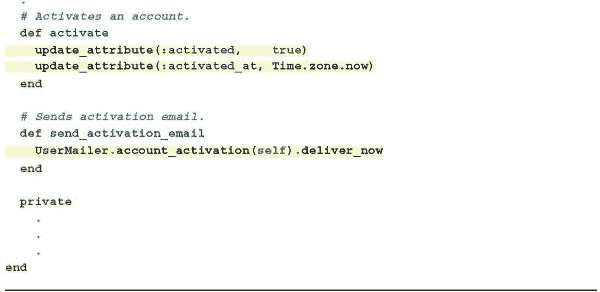 .
# Activates an account.
def activate
update_attribute(:activated,    true)
update_attribute(:activated_at, Time.zone.now)
end
# Sends activation email.
def send_activation_email
UserMailer.account_activation(self).deliver_now
end
private
.
.
.
end